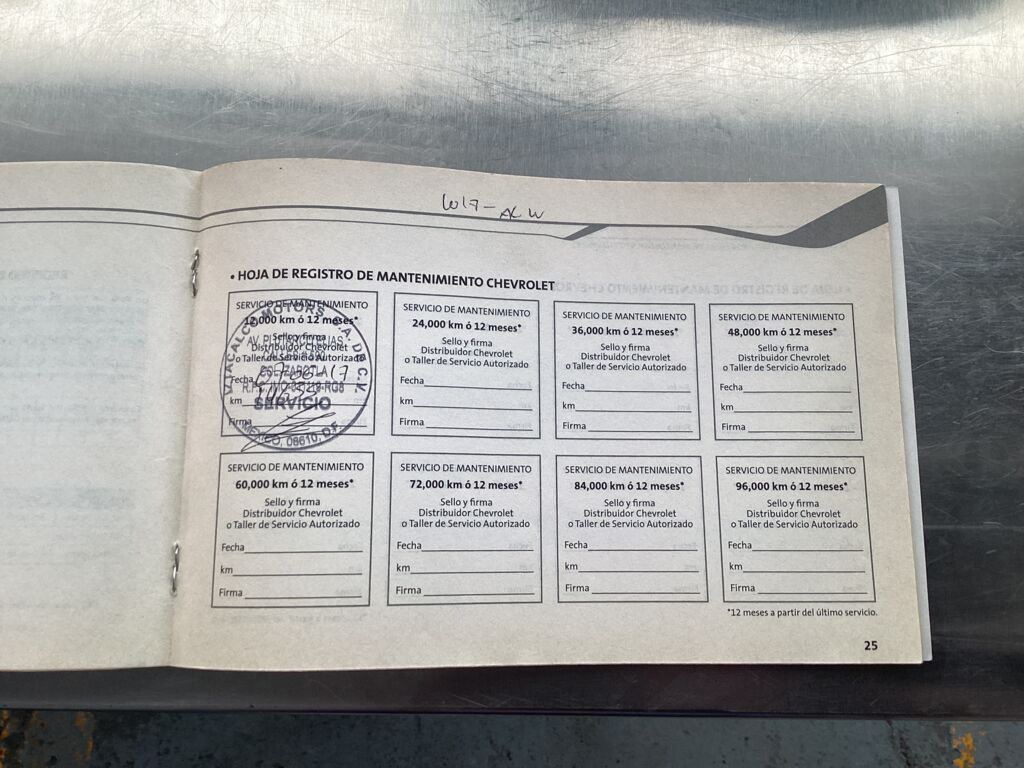 • HOJA DE REGISTRO DE MANTENIMIENTO CHEVROLET
SERVICIO DE MANTENIMIENTO
12,000 km ó 12 meses*
Sello y firma
Distribuidor Chevrolet
o Taller de Servicio Autorizado
Fecha
km
Firma
MOTORS S.A. DE C.V.
SERVICIO
MEXICO, 08610, D.F.
SERVICIO DE MANTENIMIENTO
24,000 km ó 12 meses*
Sello y firma
Distribuidor Chevrolet
o Taller de Servicio Autorizado
Fecha
km
Firma
SERVICIO DE MANTENIMIENTO
36,000 km ó 12 meses*
Sello y firma
Distribuidor Chevrolet
o Taller de Servicio Autorizado
Fecha
km
Firma
SERVICIO DE MANTENIMIENTO
48,000 km ó 12 meses*
Sello y firma
Distribuidor Chevrolet
o Taller de Servicio Autorizado
Fecha
km
Firma
SERVICIO DE MANTENIMIENTO
60,000 km ó 12 meses*
Sello y firma
Distribuidor Chevrolet
o Taller de Servicio Autorizado
Fecha
km
Firma
SERVICIO DE MANTENIMIENTO
72,000 km ó 12 meses*
Sello y firma
Distribuidor Chevrolet
o Taller de Servicio Autorizado
Fecha
km
Firma
SERVICIO DE MANTENIMIENTO
84,000 km ó 12 meses*
Sello y firma
Distribuidor Chevrolet
o Taller de Servicio Autorizado
Fecha
km
Firma
SERVICIO DE MANTENIMIENTO
96,000 km ó 12 meses*
Sello y firma
Distribuidor Chevrolet
o Taller de Servicio Autorizado
Fecha
km
Firma
*12 meses a partir del último servicio.
25